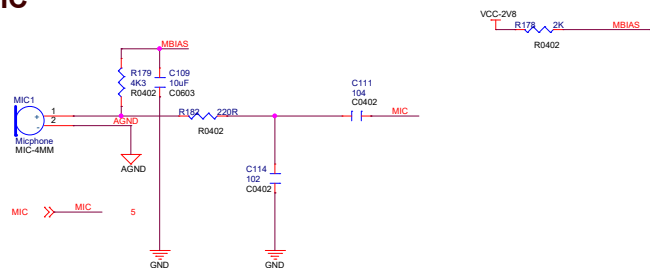 IC
VCC-2V8
R178 2K MBIAS
R0402
MBIAS
R179 C109
4K3 10uF
R0402 C0603
C111
104
C0402
MIC1
1
2
+
-
AGND
R182 220R
R0402
MIC
Micphone
MIC-4MM
AGND
C114
102
C0402
MIC MIC 5
GND GND